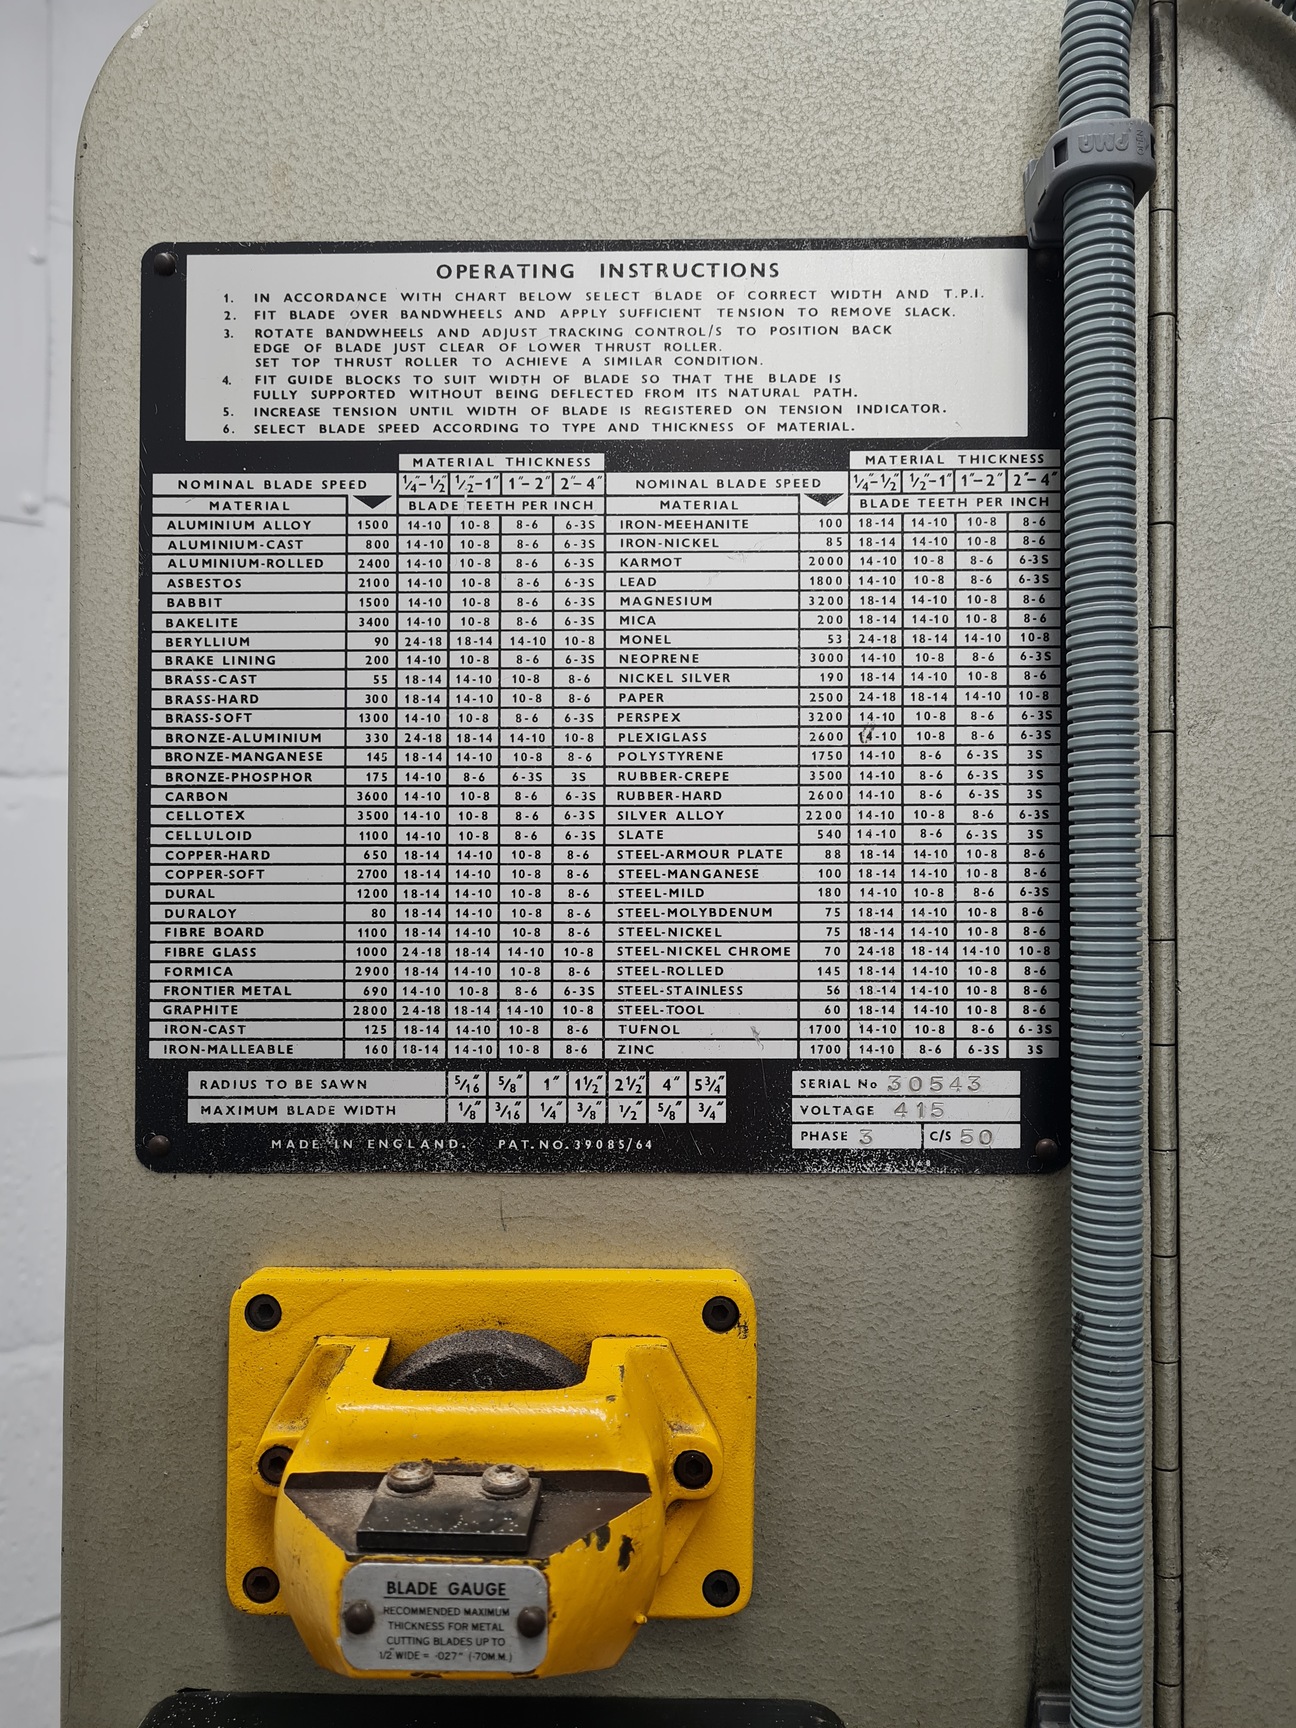 PMA
OPERATING INSTRUCTIONS
1. IN ACCORDANCE WITH CHART BELOW SELECT BLADE OF CORRECT WIDTH AND T.P.I.
2. FIT BLADE OVER BANDWHEELS AND APPLY SUFFICIENT TENSION TO REMOVE SLACK.
3. ROTATE BANDWHEELS AND ADJUST TRACKING CONTROL/S TO POSITION BACK
EDGE OF BLADE JUST CLEAR OF LOWER THRUST ROLLER.
SET TOP THRUST ROLLER TO ACHIEVE A SIMILAR CONDITION.
4. FIT GUIDE BLOCKS TO SUIT WIDTH OF BLADE SO THAT THE BLADE IS
FULLY SUPPORTED WITHOUT BEING DEFLECTED FROM ITS NATURAL PATH.
5. INCREASE TENSION UNTIL WIDTH OF BLADE IS REGISTERED ON TENSION INDICATOR.
6. SELECT BLADE SPEED ACCORDING TO TYPE AND THICKNESS OF MATERIAL.
MATERIAL THICKNESS MATERIAL THICKNESS
NOMINAL BLADE SPEED 1/4"-1/2" 1/2"-1" 1"-2" 2"-4" NOMINAL BLADE SPEED 1/4"-1/2" 1/2"-1" 1"-2" 2"-4"
MATERIAL BLADE TEETH PER INCH MATERIAL BLADE TEETH PER INCH
ALUMINIUM ALLOY 1500 14-10 10-8 8-6 6-3S IRON-MEEHANITE 100 18-14 14-10 10-8 8-6
ALUMINIUM-CAST 800 14-10 10-8 8-6 6-3S IRON-NICKEL 85 18-14 14-10 10-8 8-6
ALUMINIUM-ROLLED 2400 14-10 10-8 8-6 6-3S KARMOT 2000 14-10 10-8 8-6 6-3S
ASBESTOS 2100 14-10 10-8 8-6 6-3S LEAD 1800 14-10 10-8 8-6 6-3S
BABBIT 1500 14-10 10-8 8-6 6-3S MAGNESIUM 3200 18-14 14-10 10-8 8-6
BAKELITE 3400 14-10 10-8 8-6 6-3S MICA 200 18-14 14-10 10-8 8-6
BERYLLIUM 90 24-18 18-14 14-10 10-8 MONEL 53 24-18 18-14 14-10 10-8
BRAKE LINING 200 14-10 10-8 8-6 6-3S NEOPRENE 3000 14-10 10-8 8-6 6-3S
BRASS-CAST 55 18-14 14-10 10-8 8-6 NICKEL SILVER 190 18-14 14-10 10-8 8-6
BRASS-HARD 300 18-14 14-10 10-8 8-6 PAPER 2500 24-18 18-14 14-10 10-8
BRASS-SOFT 1300 14-10 10-8 8-6 6-3S PERSPEX 3200 14-10 10-8 8-6 6-3S
BRONZE-ALUMINIUM 330 24-18 18-14 14-10 10-8 PLEXIGLASS 2600 14-10 10-8 8-6 6-3S
BRONZE-MANGANESE 145 18-14 14-10 10-8 8-6 POLYSTYRENE 1750 14-10 8-6 6-3S 3S
BRONZE-PHOSPHOR 175 14-10 8-6 6-3S 3S RUBBER-CREPE 3500 14-10 8-6 6-3S 3S
CARBON 3600 14-10 10-8 8-6 6-3S RUBBER-HARD 2600 14-10 8-6 6-3S 3S
CELLOTEX 3500 14-10 10-8 8-6 6-3S SILVER ALLOY 2200 14-10 10-8 8-6 6-3S
CELLULOID 1100 14-10 10-8 8-6 6-3S SLATE 540 14-10 8-6 6-3S 3S
COPPER-HARD 650 18-14 14-10 10-8 8-6 STEEL-ARMOUR PLATE 88 18-14 14-10 10-8 8-6
COPPER-SOFT 2700 18-14 14-10 10-8 8-6 STEEL-MANGANESE 100 18-14 14-10 10-8 8-6
DURAL 1200 18-14 14-10 10-8 8-6 STEEL-MILD 180 14-10 10-8 8-6 6-3S
DURALOY 80 18-14 14-10 10-8 8-6 STEEL-MOLYBDENUM 75 18-14 14-10 10-8 8-6
FIBRE BOARD 1100 18-14 14-10 10-8 8-6 STEEL-NICKEL 75 18-14 14-10 10-8 8-6
FIBRE GLASS 1000 24-18 18-14 14-10 10-8 STEEL-NICKEL CHROME 70 24-18 18-14 14-10 10-8
FORMICA 2900 18-14 14-10 10-8 8-6 STEEL-ROLLED 145 18-14 14-10 10-8 8-6
FRONTIER METAL 690 14-10 10-8 8-6 6-3S STEEL-STAINLESS 56 18-14 14-10 10-8 8-6
GRAPHITE 2800 24-18 18-14 14-10 10-8 STEEL-TOOL 60 18-14 14-10 10-8 8-6
IRON-CAST 125 18-14 14-10 10-8 8-6 TUFNOL 1700 14-10 10-8 8-6 6-3S
IRON-MALLEABLE 160 18-14 14-10 10-8 8-6 ZINC 1700 14-10 8-6 6-3S 3S
RADIUS TO BE SAWN 5/16" 5/8" 1" 1 1/2" 2 1/2" 4" 5 3/4"
MAXIMUM BLADE WIDTH 1/8" 3/16" 1/4" 3/8" 1/2" 5/8" 3/4"
SERIAL No 30543
VOLTAGE 415
PHASE 3 C/S 50
MADE IN ENGLAND. PAT. NO. 39085/64
BLADE GAUGE
RECOMMENDED MAXIMUM
THICKNESS FOR METAL
CUTTING BLADES UP TO
1/2" WIDE = ·027" (·70M.M.)